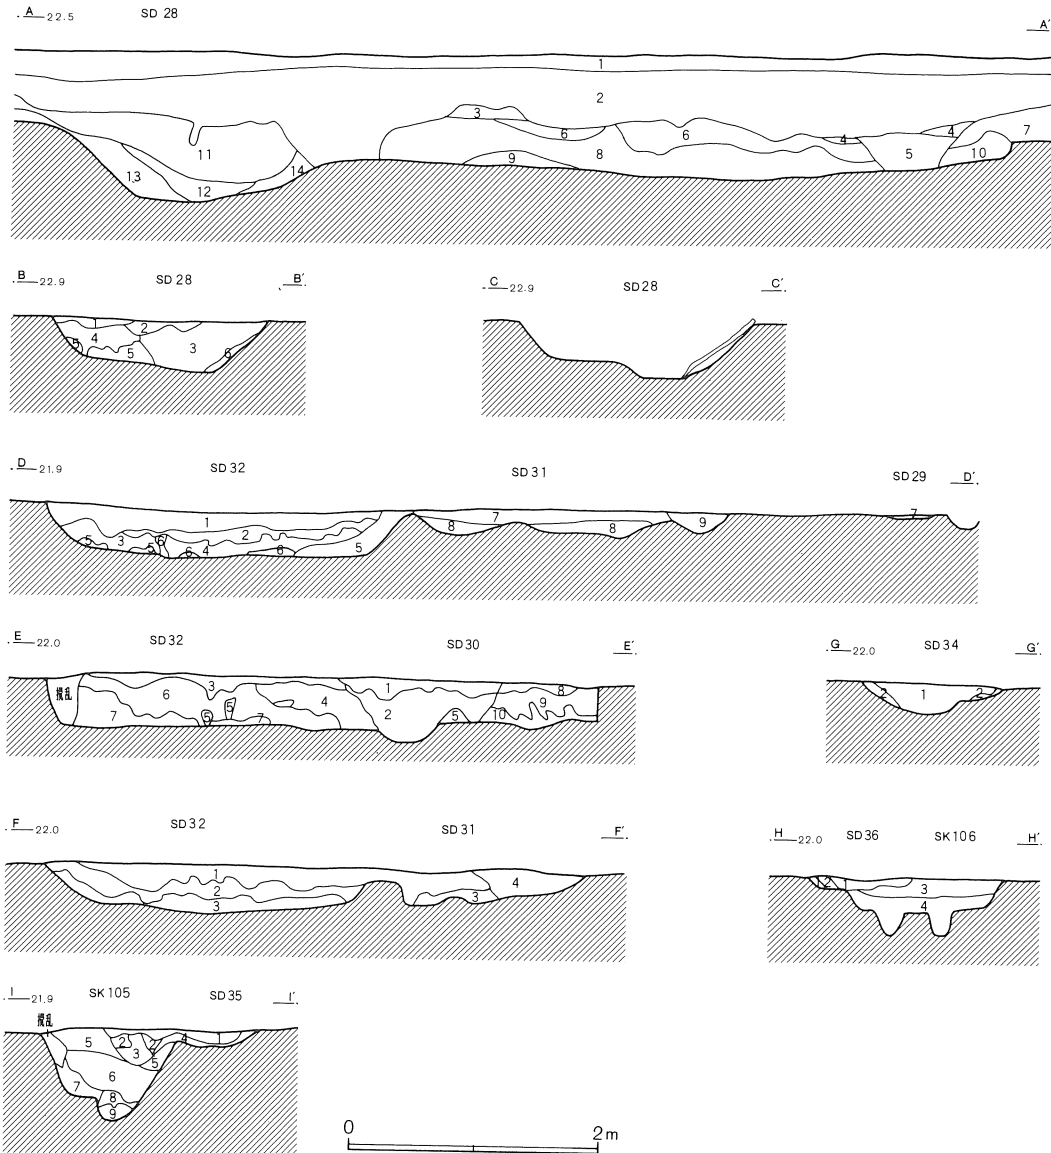 A 22.5 SD 28 A′
1
2
3
6 6 4 4 7
11 9 8 5 10
13 12 14
B 22.9 SD 28 B′
1 2
4 3
5 5 6
C 22.9 SD28 C′
D 21.9 SD 32 SD 31 SD 29 D′
1 7 7
2 8 8 9
5 3 5 6 6 4 6 5
E 22.0 SD 32 SD 30 E′
攪乱 6 3 1 8
7 5 5 7 4 2 5 10 9
G 22.0 SD 34 G′
2 1 2
F 22.0 SD 32 SD 31 F′
1 4
2
3 3
H 22.0 SD 36 SK 106 H′
1 2 3
4
I 21.9 SK 105 SD 35 I′
攪乱
5 2 2 4 1
3 5
6
7 8
9
0 2m